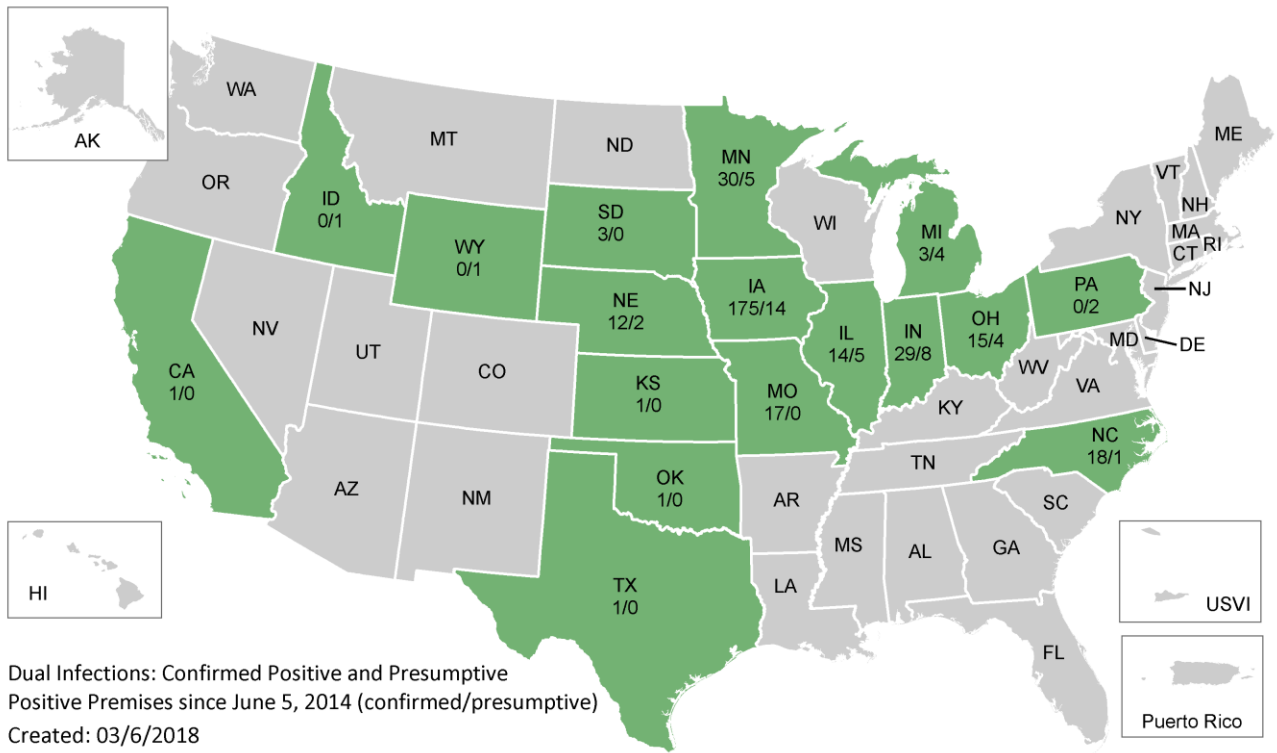 WA
AK
MT
ND
MN
30/5
ME
OR
ID
0/1
VT
NH
SD
3/0
WI
NY
MA
MI
3/4
WY
0/1
CT
RI
NE
12/2
IA
175/14
PA
0/2
NJ
NV
IL
14/5
IN
29/8
OH
15/4
MD
DE
UT
CO
CA
1/0
KS
1/0
MO
17/0
WV
VA
KY
NC
18/1
TN
AZ
NM
OK
1/0
AR
SC
MS
AL
GA
HI
TX
1/0
LA
USVI
FL
Puerto Rico
Dual Infections: Confirmed Positive and Presumptive
Positive Premises since June 5, 2014 (confirmed/presumptive)
Created: 03/6/2018